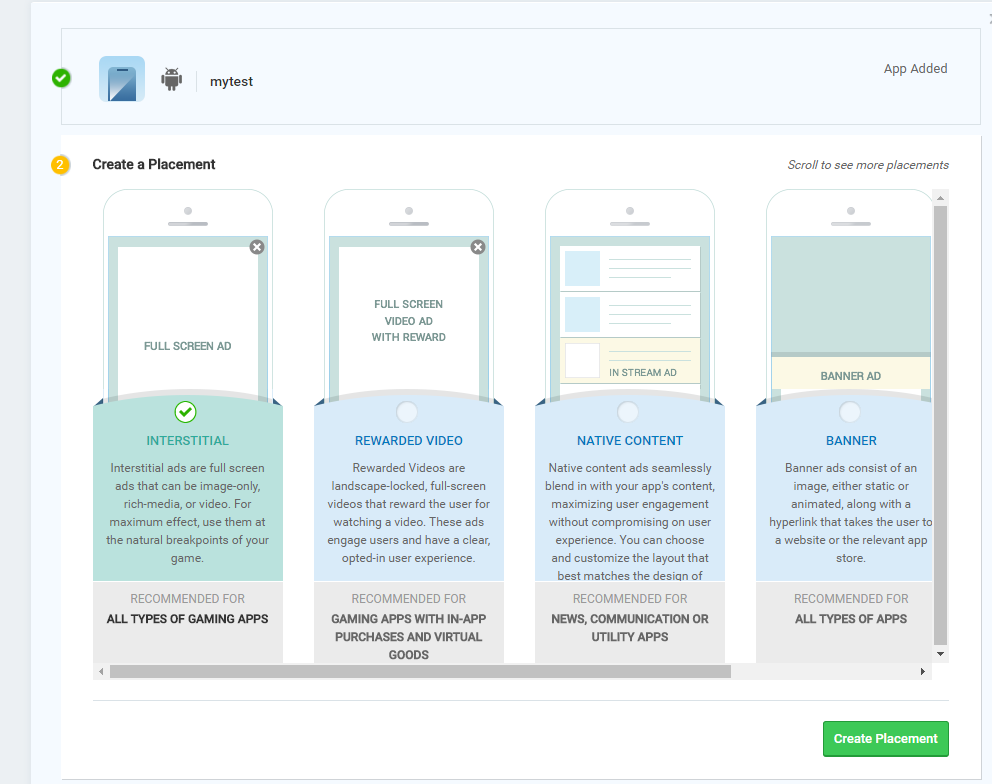 mytest
App Added
2
Create a Placement
Scroll to see more placements
FULL SCREEN AD
FULL SCREEN
VIDEO AD
WITH REWARD
IN STREAM AD
BANNER AD
INTERSTITIAL
Interstitial ads are full screen
ads that can be image-only,
rich-media, or video. For
maximum effect, use them at
the natural breakpoints of your
game.
RECOMMENDED FOR
ALL TYPES OF GAMING APPS
REWARDED VIDEO
Rewarded Videos are
landscape-locked, full-screen
videos that reward the user for
watching a video. These ads
engage users and have a clear,
opted-in user experience.
RECOMMENDED FOR
GAMING APPS WITH IN-APP
PURCHASES AND VIRTUAL
GOODS
NATIVE CONTENT
Native content ads seamlessly
blend in with your app's content,
maximizing user engagement
without compromising on user
experience. You can choose
and customize the layout that
best matches the design of
RECOMMENDED FOR
NEWS, COMMUNICATION OR
UTILITY APPS
BANNER
Banner ads consist of an
image, either static or
animated, along with a
hyperlink that takes the user to
a website or the relevant app
store.
RECOMMENDED FOR
ALL TYPES OF APPS
Create Placement